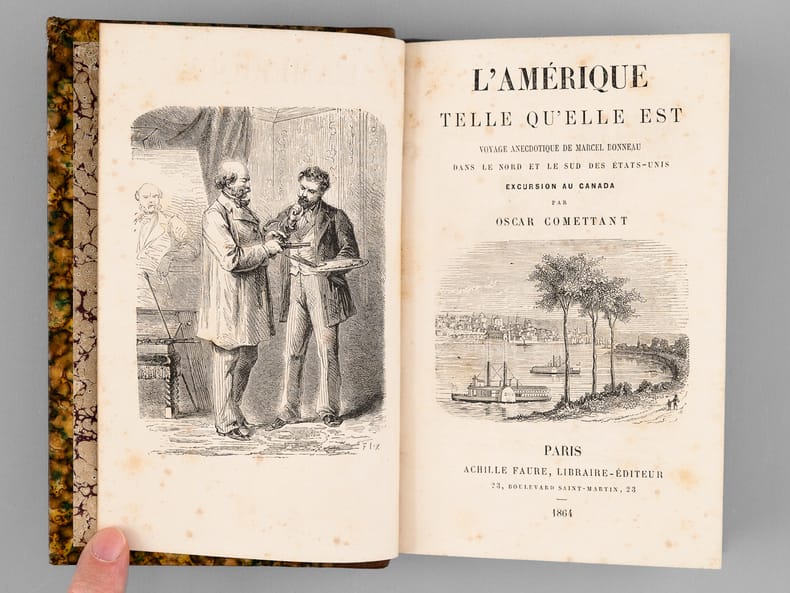 L'AMÉRIQUE
TELLE QU'ELLE EST
VOYAGE ANECDOTIQUE DE MARCEL BONNEAU
DANS LE NORD ET LE SUD DES ÉTATS-UNIS
EXCURSION AU CANADA
PAR
OSCAR COMETTANT
PARIS
ACHILLE FAURE, LIBRAIRE-ÉDITEUR
23, BOULEVARD SAINT-MARTIN, 23
1864